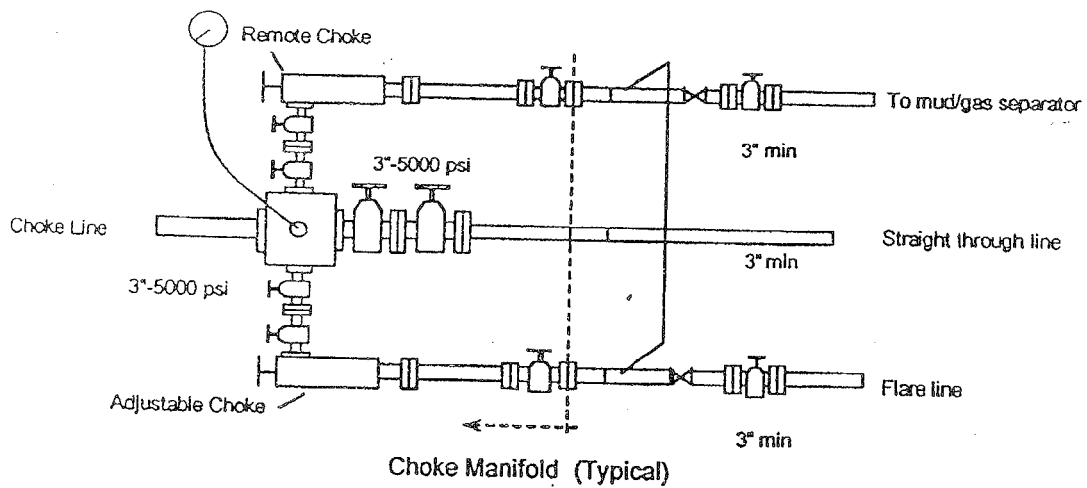 Remote Choke
To mud/gas separator
3" min
3"-5000 psi
Choke Line
Straight through line
3" min
3"-5000 psi
Adjustable Choke
Flare line
3" min
Choke Manifold (Typical)